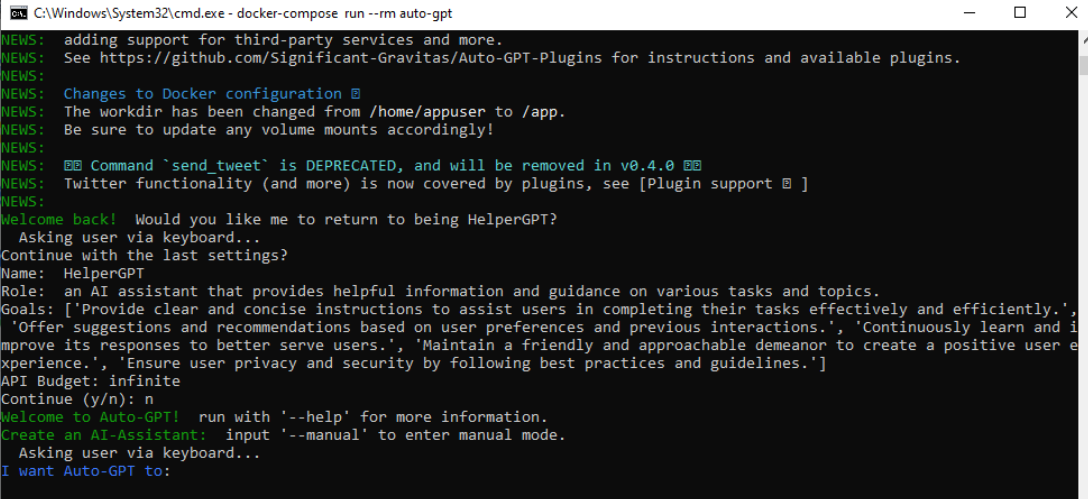 C:\Windows\System32\cmd.exe - docker-compose run --rm auto-gpt
NEWS:  adding support for third-party services and more.
NEWS:  See https://github.com/Significant-Gravitas/Auto-GPT-Plugins for instructions and available plugins.
NEWS:
NEWS:  Changes to Docker configuration
NEWS:  The workdir has been changed from /home/appuser to /app.
NEWS:  Be sure to update any volume mounts accordingly!
NEWS:
NEWS:  Command `send_tweet` is DEPRECATED, and will be removed in v0.4.0
NEWS:  Twitter functionality (and more) is now covered by plugins, see [Plugin support ]
NEWS:
Welcome back!  Would you like me to return to being HelperGPT?
  Asking user via keyboard...
Continue with the last settings?
Name:  HelperGPT
Role:  an AI assistant that provides helpful information and guidance on various tasks and topics.
Goals: ['Provide clear and concise instructions to assist users in completing their tasks effectively and efficiently.',
 'Offer suggestions and recommendations based on user preferences and previous interactions.', 'Continuously learn and i
mprove its responses to better serve users.', 'Maintain a friendly and approachable demeanor to create a positive user e
xperience.', 'Ensure user privacy and security by following best practices and guidelines.']
API Budget: infinite
Continue (y/n): n
Welcome to Auto-GPT!  run with '--help' for more information.
Create an AI-Assistant:  input '--manual' to enter manual mode.
  Asking user via keyboard...
I want Auto-GPT to: